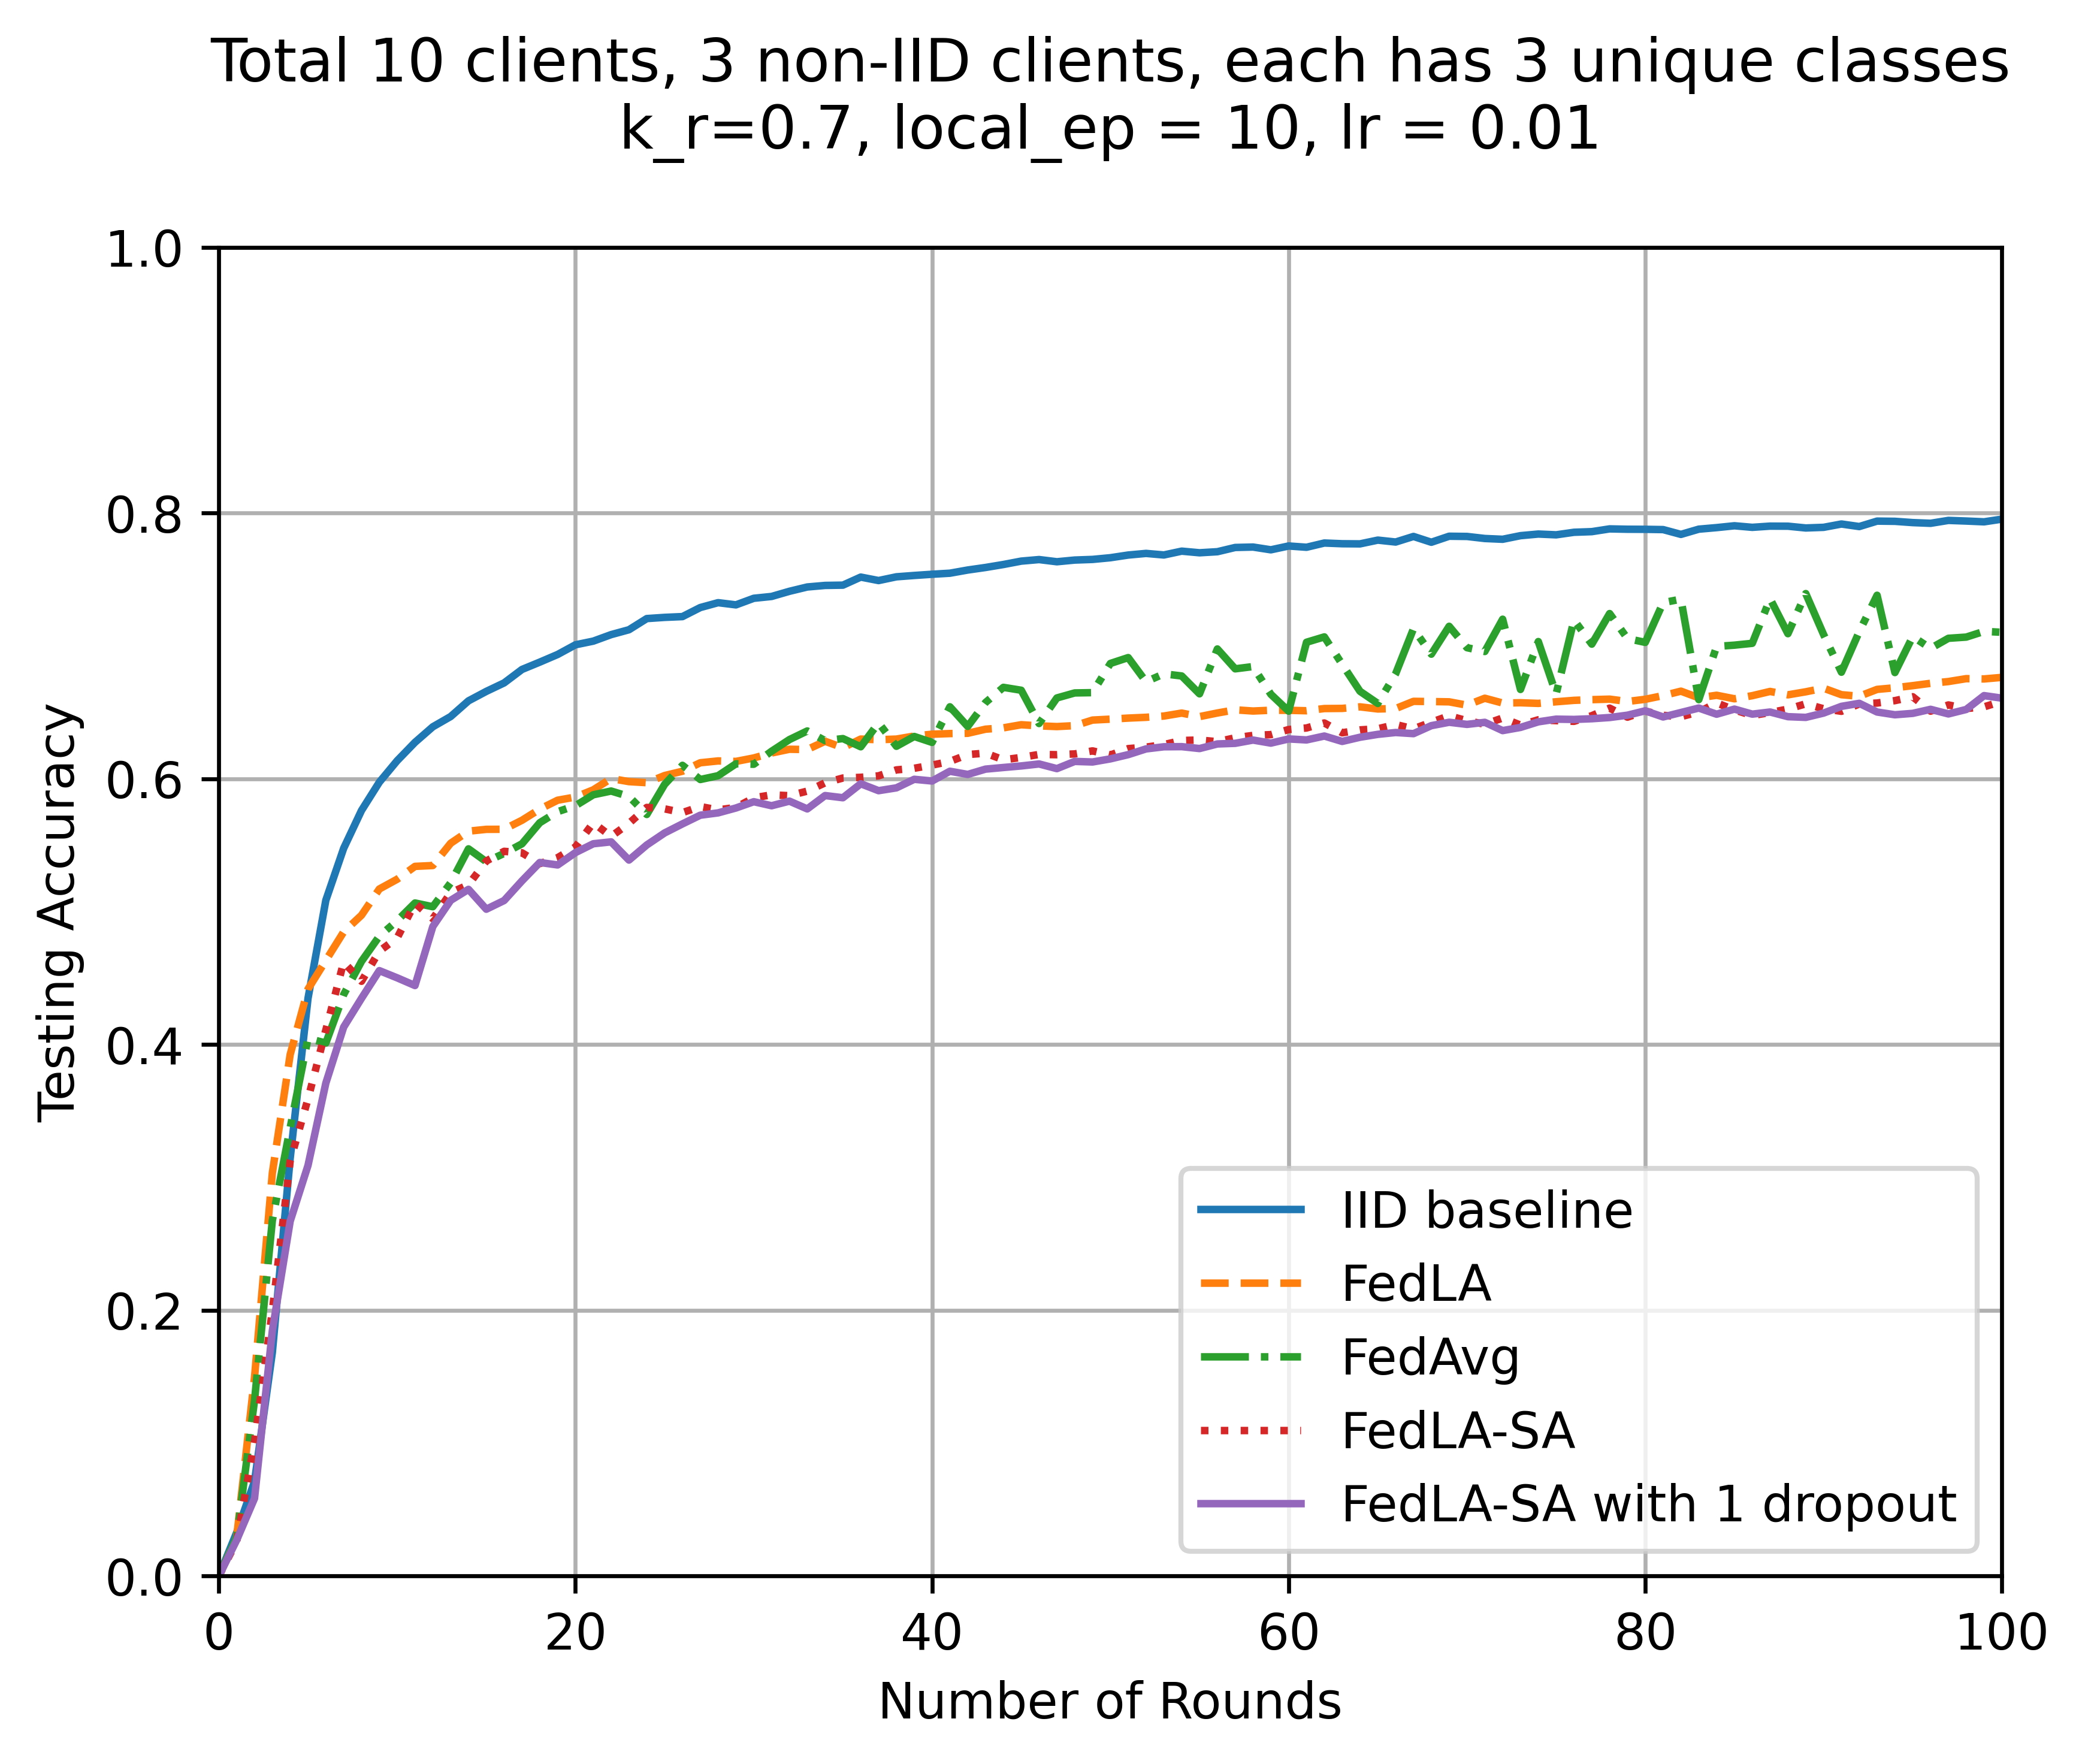 Total 10 clients, 3 non-IID clients, each has 3 unique classes
k_r=0.7, local_ep = 10, lr = 0.01
1.0
0.8
0.6
0.4
0.2
0.0
Testing Accuracy
IID baseline
FedLA
FedAvg
FedLA-SA
FedLA-SA with 1 dropout
0 20 40 60 80 100
Number of Rounds